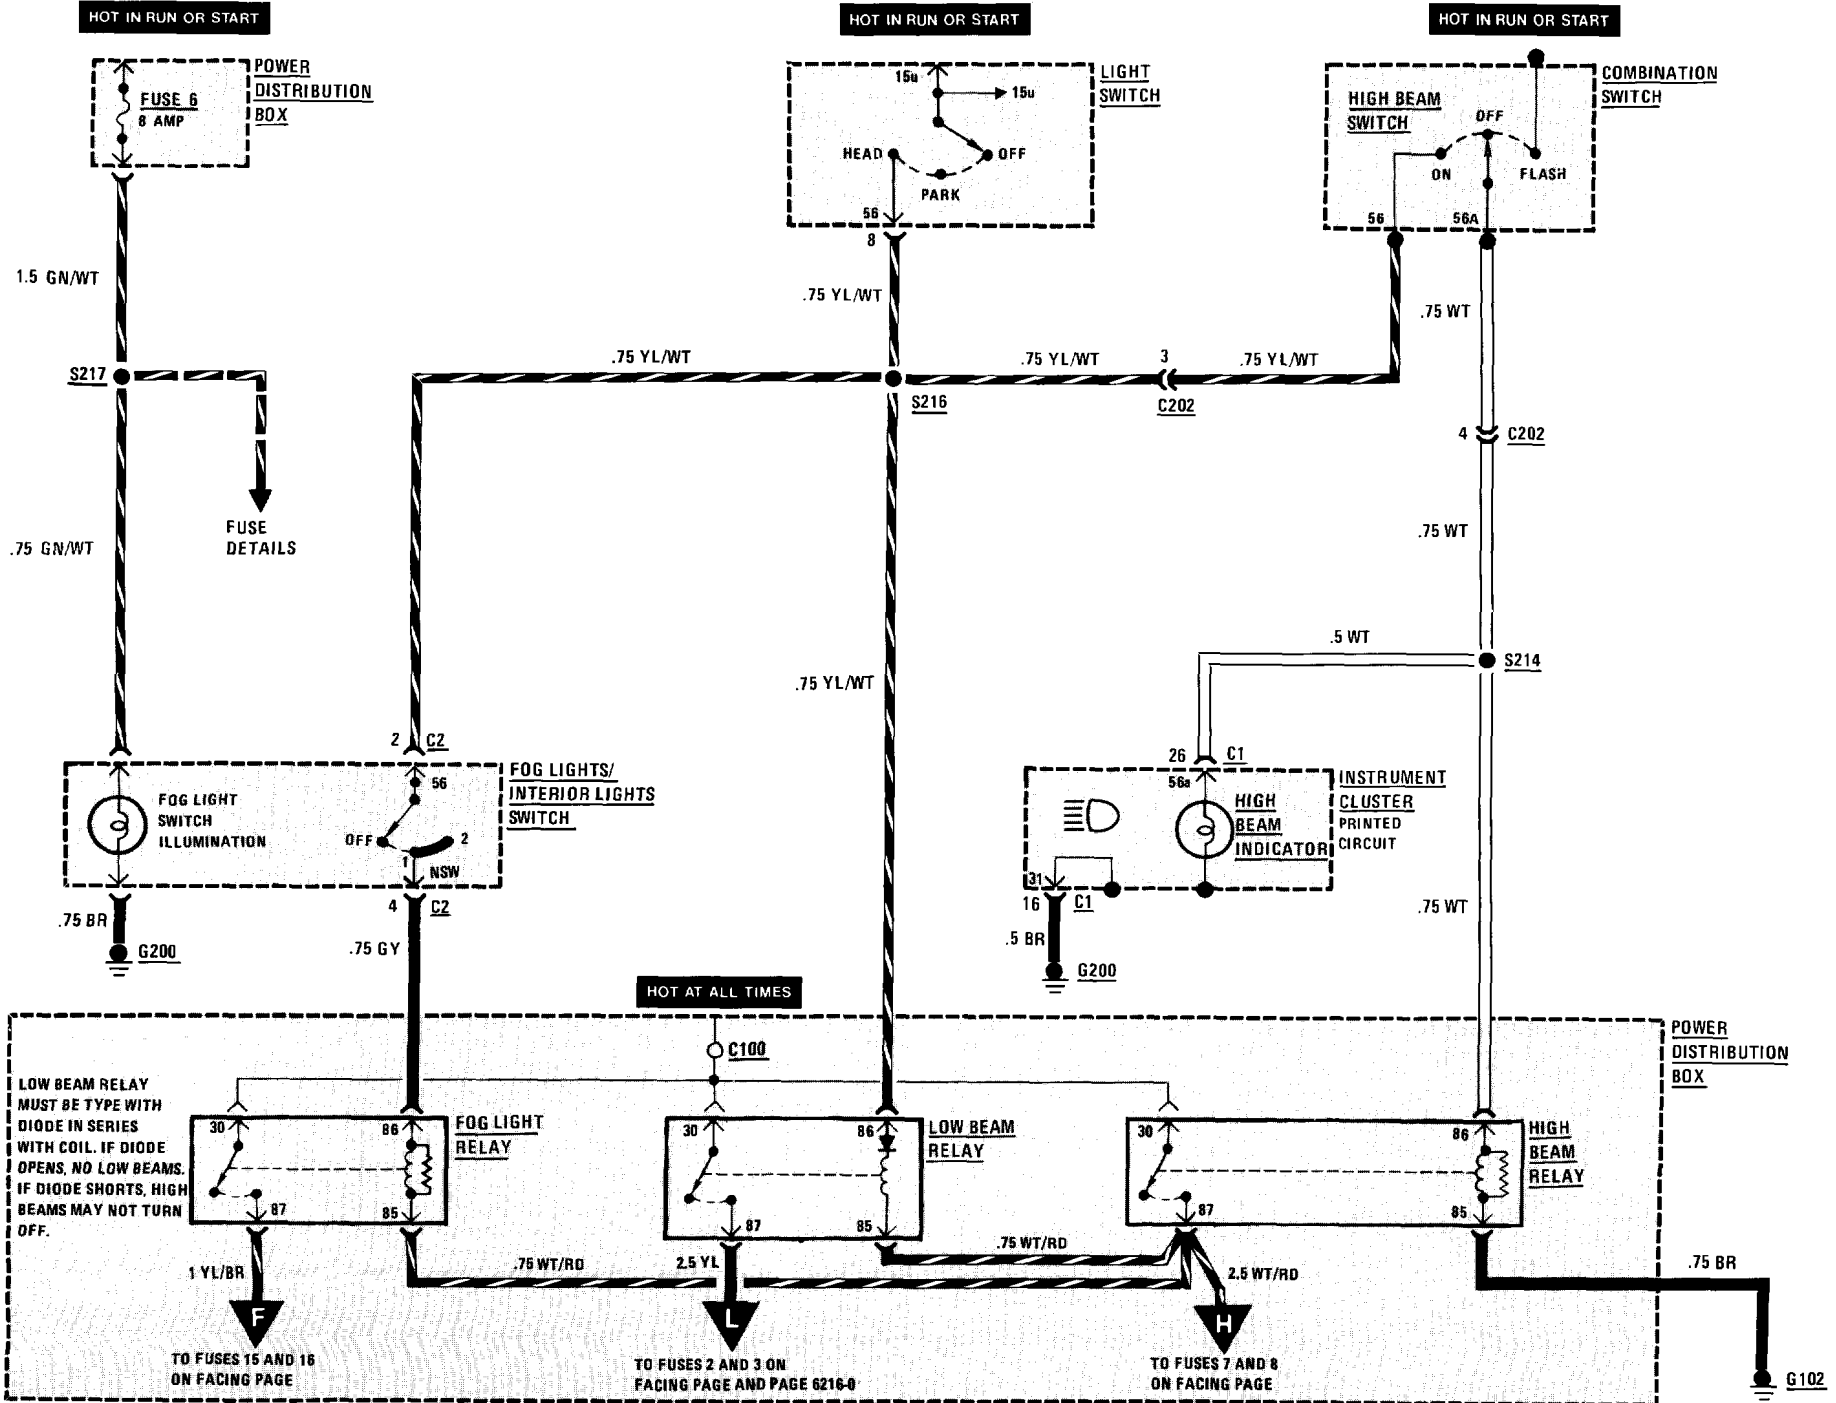 HOT IN RUN OR START
HOT IN RUN OR START
HOT IN RUN OR START
POWER
DISTRIBUTION
BOX
FUSE 6
8 AMP
LIGHT
SWITCH
15u
15u
HEAD
OFF
PARK
56
8
COMBINATION
SWITCH
HIGH BEAM
SWITCH
OFF
ON
FLASH
56
56A
1.5 GN/WT
.75 YL/WT
.75 WT
S217
.75 YL/WT
.75 YL/WT
3
.75 YL/WT
S216
C202
4
C202
FUSE
DETAILS
.75 GN/WT
.75 WT
.5 WT
S214
.75 YL/WT
2
C2
26
C1
FOG LIGHTS/
INTERIOR LIGHTS
SWITCH
FOG LIGHT
SWITCH
ILLUMINATION
56
OFF
2
1
NSW
INSTRUMENT
CLUSTER
PRINTED
CIRCUIT
56a
HIGH
BEAM
INDICATOR
31
16
C1
.75 WT
4
C2
.75 BR
.75 GY
G200
.5 BR
G200
HOT AT ALL TIMES
C100
POWER
DISTRIBUTION
BOX
LOW BEAM RELAY
MUST BE TYPE WITH
DIODE IN SERIES
WITH COIL. IF DIODE
OPENS, NO LOW BEAMS.
IF DIODE SHORTS, HIGH
BEAMS MAY NOT TURN
OFF.
30
86
FOG LIGHT
RELAY
87
85
30
86
LOW BEAM
RELAY
87
85
30
86
HIGH
BEAM
RELAY
87
85
1 YL/BR
.75 WT/RD
2.5 YL
.75 WT/RD
2.5 WT/RD
.75 BR
F
L
H
TO FUSES 15 AND 16
ON FACING PAGE
TO FUSES 2 AND 3 ON
FACING PAGE AND PAGE 6216-0
TO FUSES 7 AND 8
ON FACING PAGE
G102